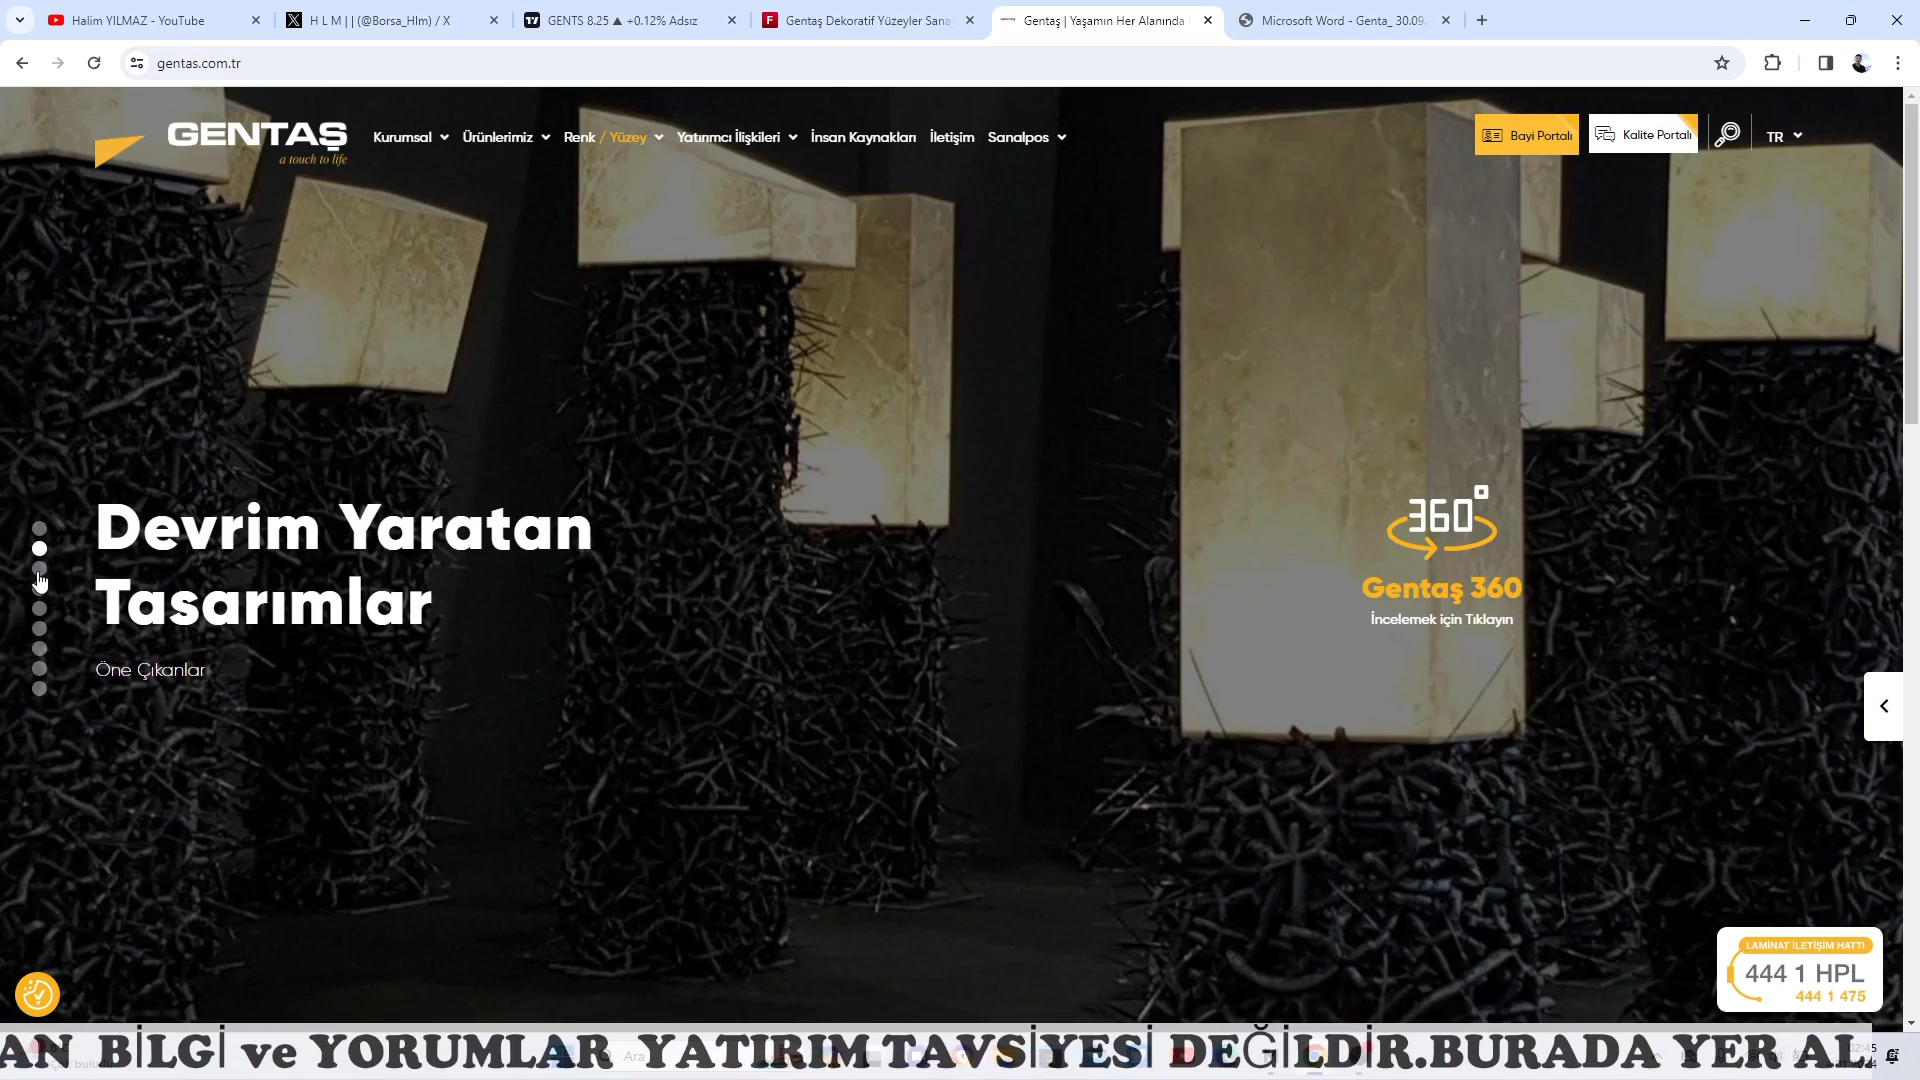 Halim YILMAZ - YouTube
H L M | | (@Borsa_Hlm) / X
GENTS 8.25 ▲ +0.12% Adsız
Gentaş Dekoratif Yüzeyler Sana
Gentaş | Yaşamın Her Alanında
Microsoft Word - Genta_ 30.09.
gentas.com.tr
GENTAŞ
a touch to life
Kurumsal
Ürünlerimiz
Renk / Yüzey
Yatırımcı İlişkileri
İnsan Kaynakları
İletişim
Sanalpos
Bayi Portalı
Kalite Portalı
TR
Devrim Yaratan
Tasarımlar
Öne Çıkanlar
360°
Gentaş 360
İncelemek için Tıklayın
LAMİNAT İLETİŞİM HATTI
444 1 HPL
444 1 475
AN BİLGİ ve YORUMLAR YATIRIM TAVSİYESİ DEĞİLDİR.BURADA YER AL
Ara
02:45